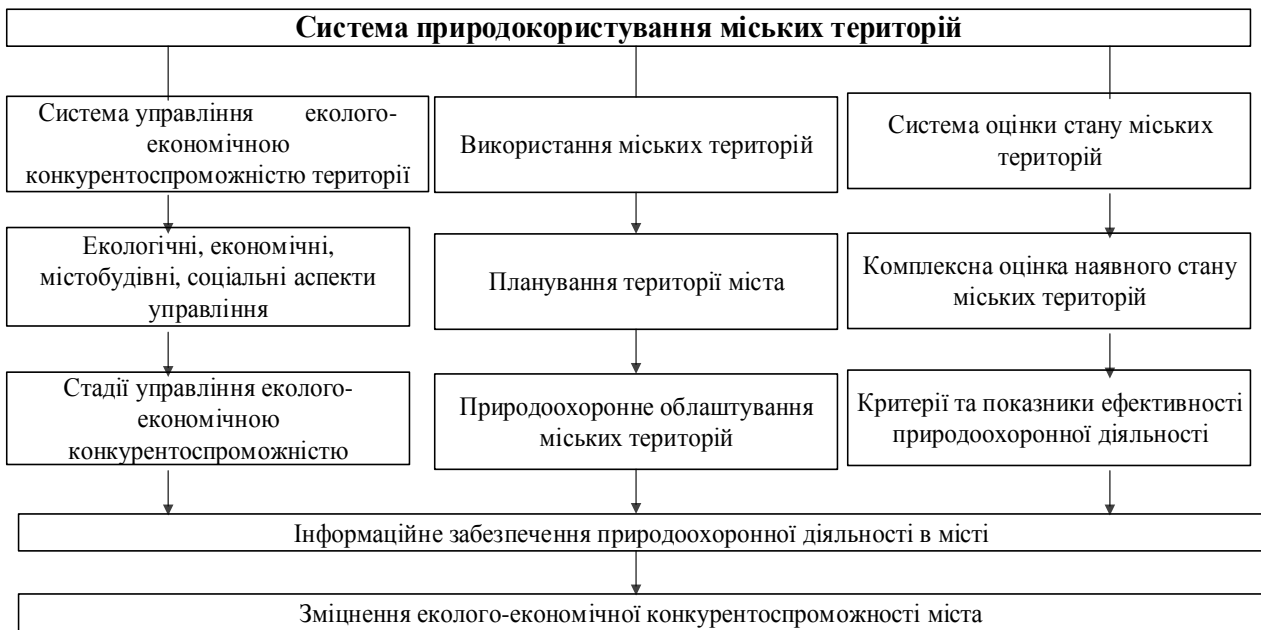 Система природокористування міських територій
Система управління еколого-
економічною
конкурентоспроможністю території
Використання міських територій
Система оцінки стану міських
територій
Екологічні, економічні,
містобудівні, соціальні аспекти
управління
Планування території міста
Комплексна оцінка наявного стану
міських територій
Стадії управління еколого-
економічною
конкурентоспроможністю
Природоохоронне облаштування
міських територій
Критерії та показники ефективності
природоохоронної діяльності
Інформаційне забезпечення природоохоронної діяльності в місті
Зміцнення еколого-економічної конкурентоспроможності міста